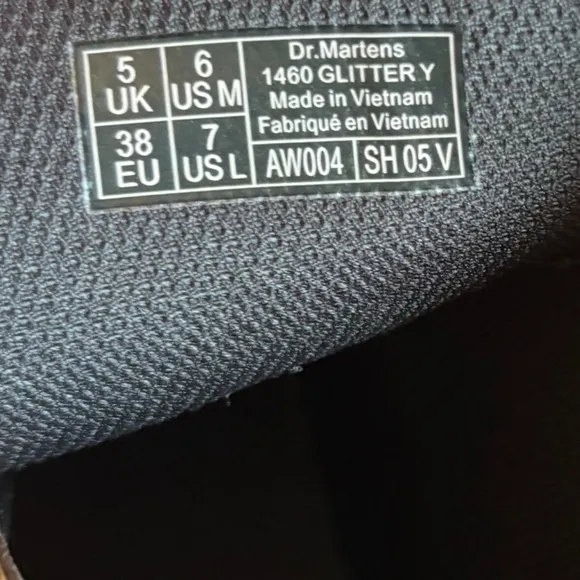 5 UK
6 US M
38 EU
7 US L
Dr.Martens
1460 GLITTER Y
Made in Vietnam
Fabriqué en Vietnam
AW004 SH 05 V